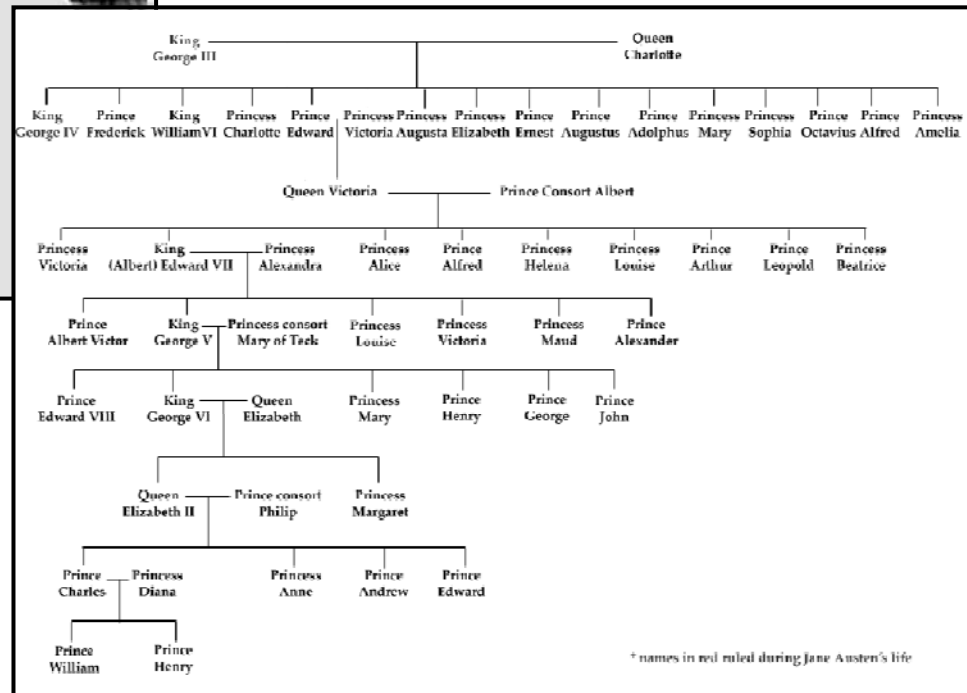 King Queen
George III Charlotte
King Prince King Princess Prince Princess Princess Princess Prince Prince Prince Princess Princess Prince Prince Princess
George IV Frederick William VI Charlotte Edward Victoria Augusta Elizabeth Ernest Augustus Adolphus Mary Sophia Octavius Alfred Amelia
Queen Victoria Prince Consort Albert
Princess King Princess Princess Prince Princess Princess Prince Prince Princess
Victoria (Albert) Edward VII Alexandra Alice Alfred Helena Louise Arthur Leopold Beatrice
Prince King Princess consort Princess Princess Princess Prince
Albert Victor George V Mary of Teck Louise Victoria Maud Alexander
Prince King Queen Princess Prince Prince Prince
Edward VIII George VI Elizabeth Mary Henry George John
Queen Prince consort Princess
Elizabeth II Philip Margaret
Prince Princess Princess Prince Prince
Charles Diana Anne Andrew Edward
Prince Prince
William Henry
* names in red ruled during Jane Austen's life